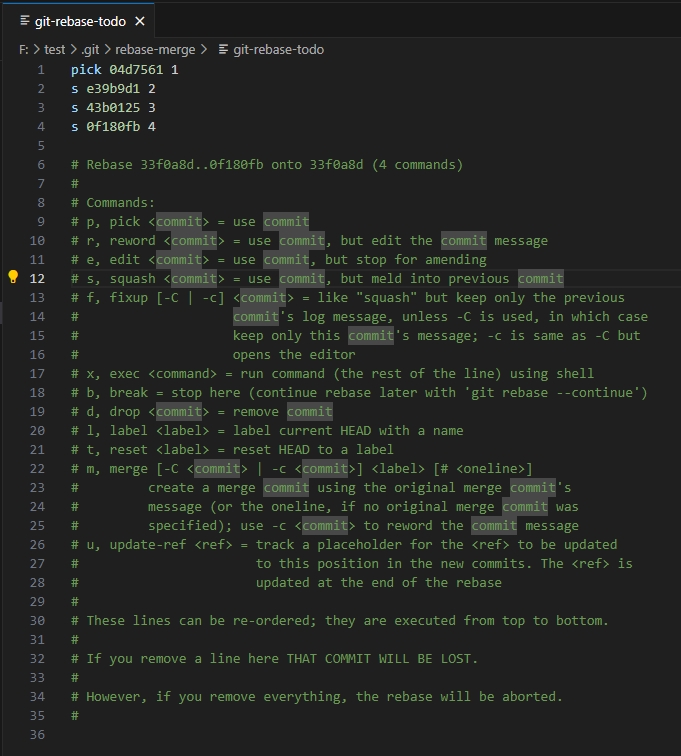 git-rebase-todo ×
F: > test > .git > rebase-merge > git-rebase-todo
1 pick 04d7561 1
2 s e39b9d1 2
3 s 43b0125 3
4 s 0f180fb 4
5
6 # Rebase 33f0a8d..0f180fb onto 33f0a8d (4 commands)
7 #
8 # Commands:
9 # p, pick <commit> = use commit
10 # r, reword <commit> = use commit, but edit the commit message
11 # e, edit <commit> = use commit, but stop for amending
12 # s, squash <commit> = use commit, but meld into previous commit
13 # f, fixup [-C | -c] <commit> = like "squash" but keep only the previous
14 #                    commit's log message, unless -C is used, in which case
15 #                    keep only this commit's message; -c is same as -C but
16 #                    opens the editor
17 # x, exec <command> = run command (the rest of the line) using shell
18 # b, break = stop here (continue rebase later with 'git rebase --continue')
19 # d, drop <commit> = remove commit
20 # l, label <label> = label current HEAD with a name
21 # t, reset <label> = reset HEAD to a label
22 # m, merge [-C <commit> | -c <commit>] <label> [# <oneline>]
23 #         create a merge commit using the original merge commit's
24 #         message (or the oneline, if no original merge commit was
25 #         specified); use -c <commit> to reword the commit message
26 # u, update-ref <ref> = track a placeholder for the <ref> to be updated
27 #                       to this position in the new commits. The <ref> is
28 #                       updated at the end of the rebase
29 #
30 # These lines can be re-ordered; they are executed from top to bottom.
31 #
32 # If you remove a line here THAT COMMIT WILL BE LOST.
33 #
34 # However, if you remove everything, the rebase will be aborted.
35 #
36